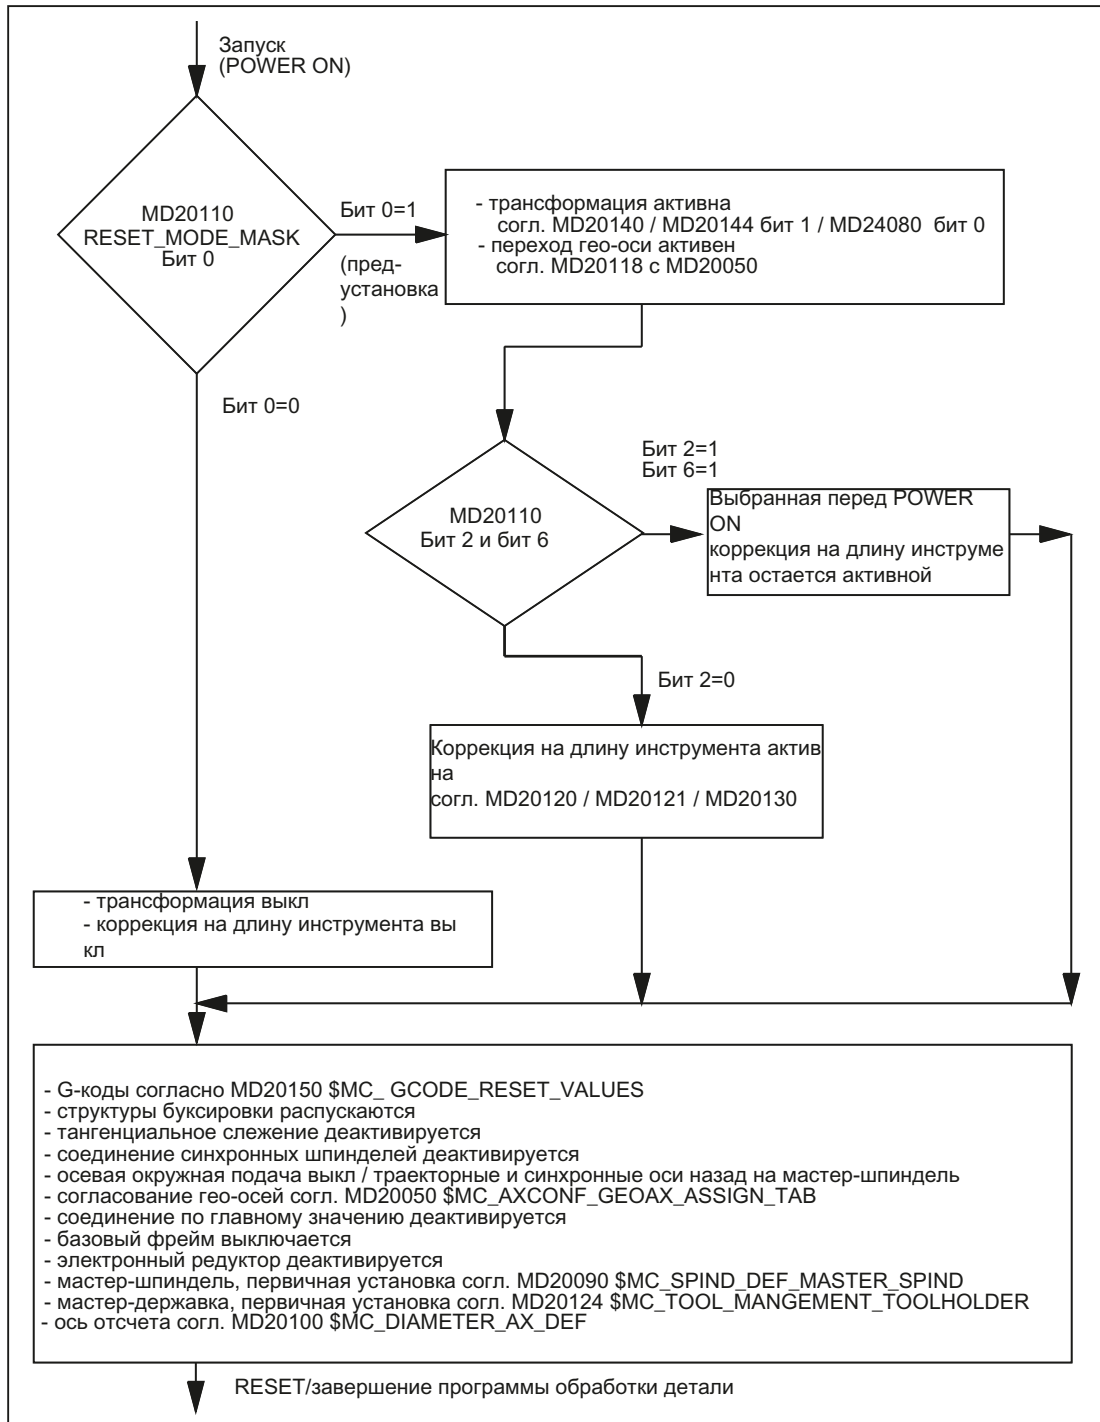 Запуск
(POWER ON)
MD20110
RESET_MODE_MASK
Бит 0
Бит 0=1
(пред-
установка
)
- трансформация активна
согл. MD20140 / MD20144 бит 1 / MD24080 бит 0
- переход гео-оси активен
согл. MD20118 с MD20050
Бит 0=0
MD20110
Бит 2 и бит 6
Бит 2=1
Бит 6=1
Выбранная перед POWER
ON
коррекция на длину инструме
нта остается активной
Бит 2=0
Коррекция на длину инструмента актив
на
согл. MD20120 / MD20121 / MD20130
- трансформация выкл
- коррекция на длину инструмента вы
кл
- G-коды согласно MD20150 $MC_ GCODE_RESET_VALUES
- структуры буксировки распускаются
- тангенциальное слежение деактивируется
- соединение синхронных шпинделей деактивируется
- осевая окружная подача выкл / траекторные и синхронные оси назад на мастер-шпиндель
- согласование гео-осей согл. MD20050 $MC_AXCONF_GEOAX_ASSIGN_TAB
- соединение по главному значению деактивируется
- базовый фрейм выключается
- электронный редуктор деактивируется
- мастер-шпиндель, первичная установка согл. MD20090 $MC_SPIND_DEF_MASTER_SPIND
- мастер-державка, первичная установка согл. MD20124 $MC_TOOL_MANGEMENT_TOOLHOLDER
- ось отсчета согл. MD20100 $MC_DIAMETER_AX_DEF
RESET/завершение программы обработки детали